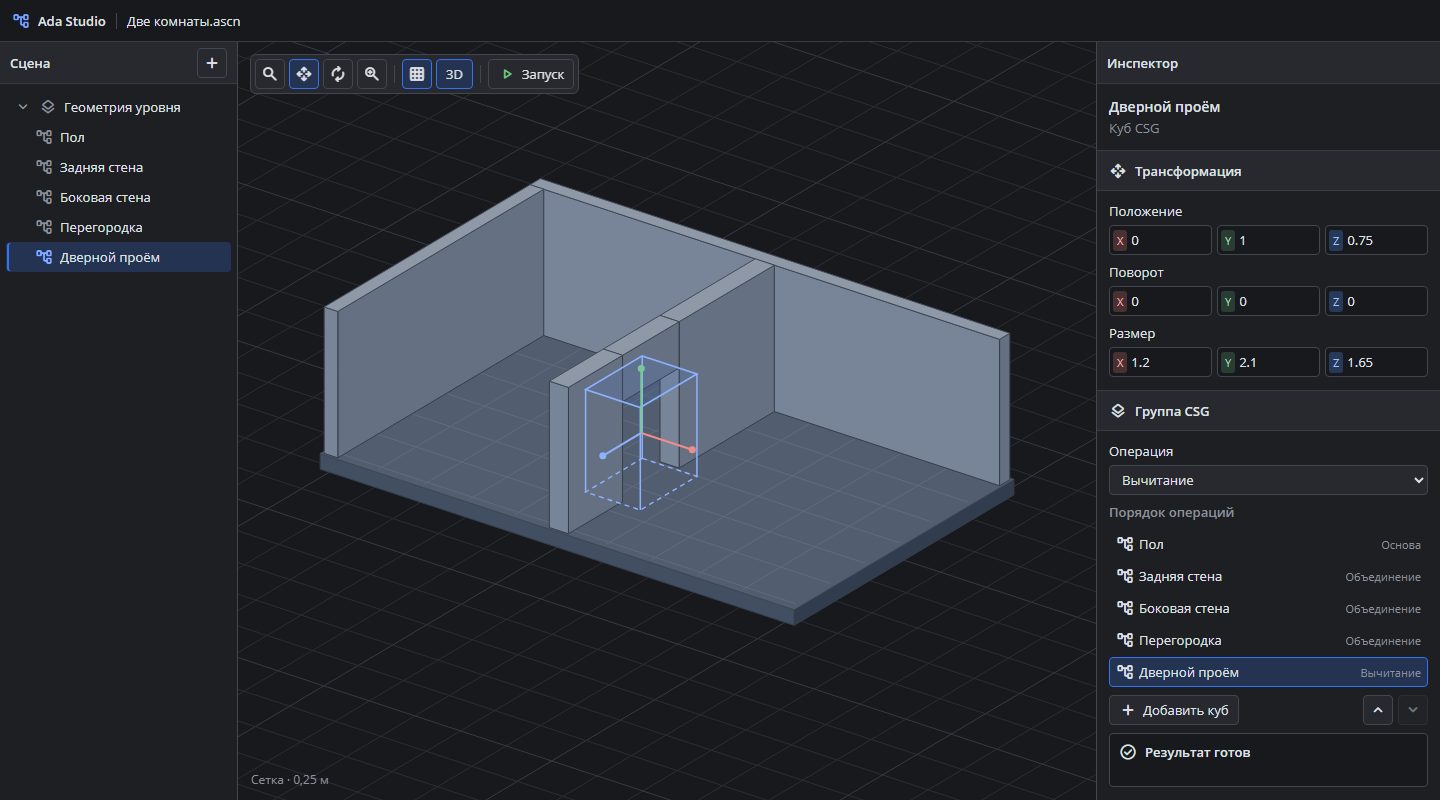 Ada Studio
Две комнаты.ascn
Сцена
Геометрия уровня
Пол
Задняя стена
Боковая стена
Перегородка
Дверной проём
3D
Запуск
Сетка · 0,25 м
Инспектор
Дверной проём
Куб CSG
Трансформация
Положение
X 0 Y 1 Z 0.75
Поворот
X 0 Y 0 Z 0
Размер
X 1.2 Y 2.1 Z 1.65
Группа CSG
Операция
Вычитание
Порядок операций
Пол Основа
Задняя стена Объединение
Боковая стена Объединение
Перегородка Объединение
Дверной проём Вычитание
Добавить куб
Результат готов